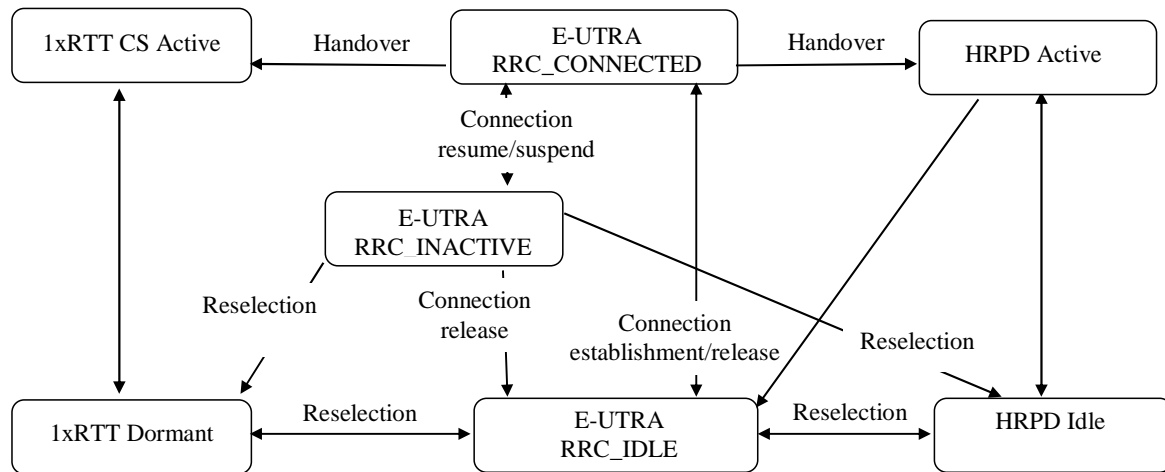 1xRTT CS Active
Handover
E-UTRA
RRC_CONNECTED
Handover
HRPD Active
Connection
resume/suspend
E-UTRA
RRC_INACTIVE
Reselection
Connection
release
Connection
establishment/release
Reselection
1xRTT Dormant
Reselection
E-UTRA
RRC_IDLE
Reselection
HRPD Idle